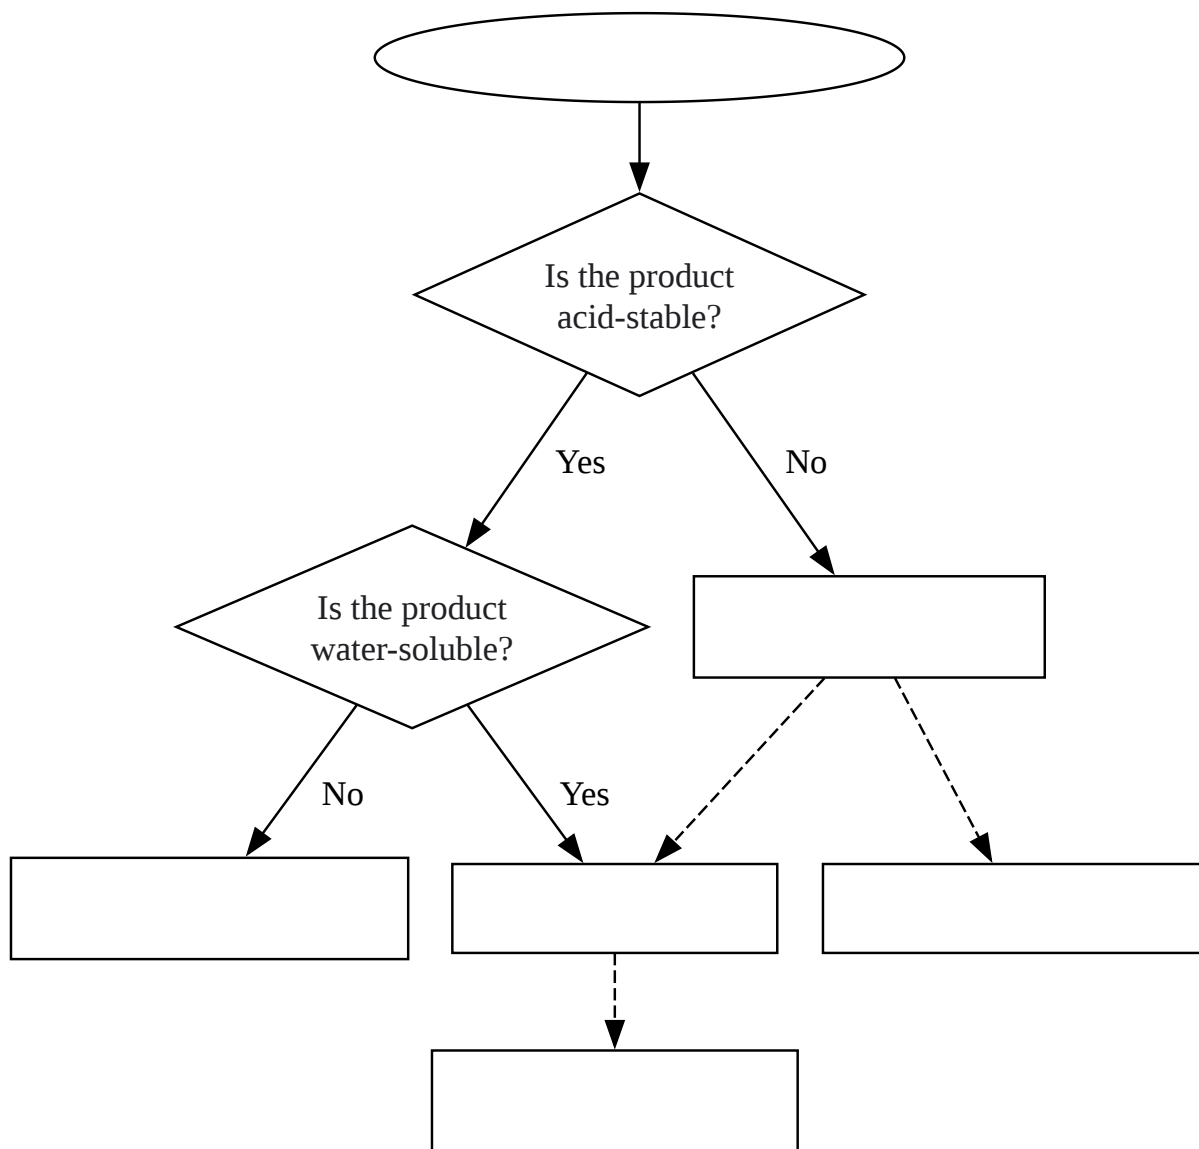 Is the product
acid-stable?
Yes
No
Is the product
water-soluble?
No
Yes